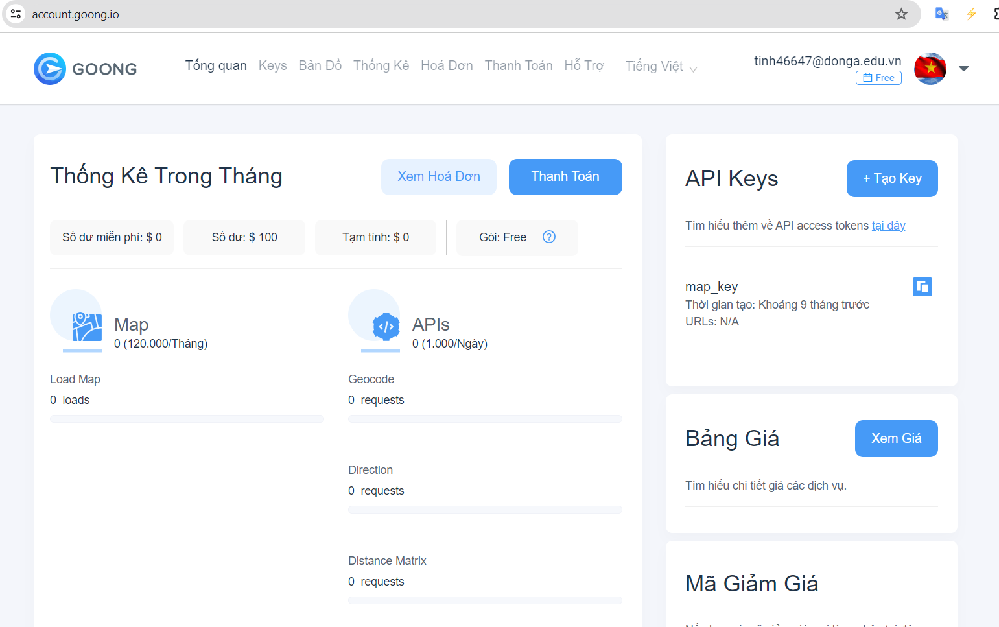 account.goong.io
GOONG
Tổng quan Keys Bản Đồ Thống Kê Hoá Đơn Thanh Toán Hỗ Trợ Tiếng Việt
tinh46647@donga.edu.vn
Free
Thống Kê Trong Tháng
Xem Hoá Đơn
Thanh Toán
Số dư miễn phí: $ 0
Số dư: $ 100
Tạm tính: $ 0
Gói: Free
Map
0 (120.000/Tháng)
Load Map
0 loads
APIs
0 (1.000/Ngày)
Geocode
0 requests
Direction
0 requests
Distance Matrix
0 requests
API Keys
+ Tạo Key
Tìm hiểu thêm về API access tokens tại đây
map_key
Thời gian tạo: Khoảng 9 tháng trước
URLs: N/A
Bảng Giá
Xem Giá
Tìm hiểu chi tiết giá các dịch vụ.
Mã Giảm Giá